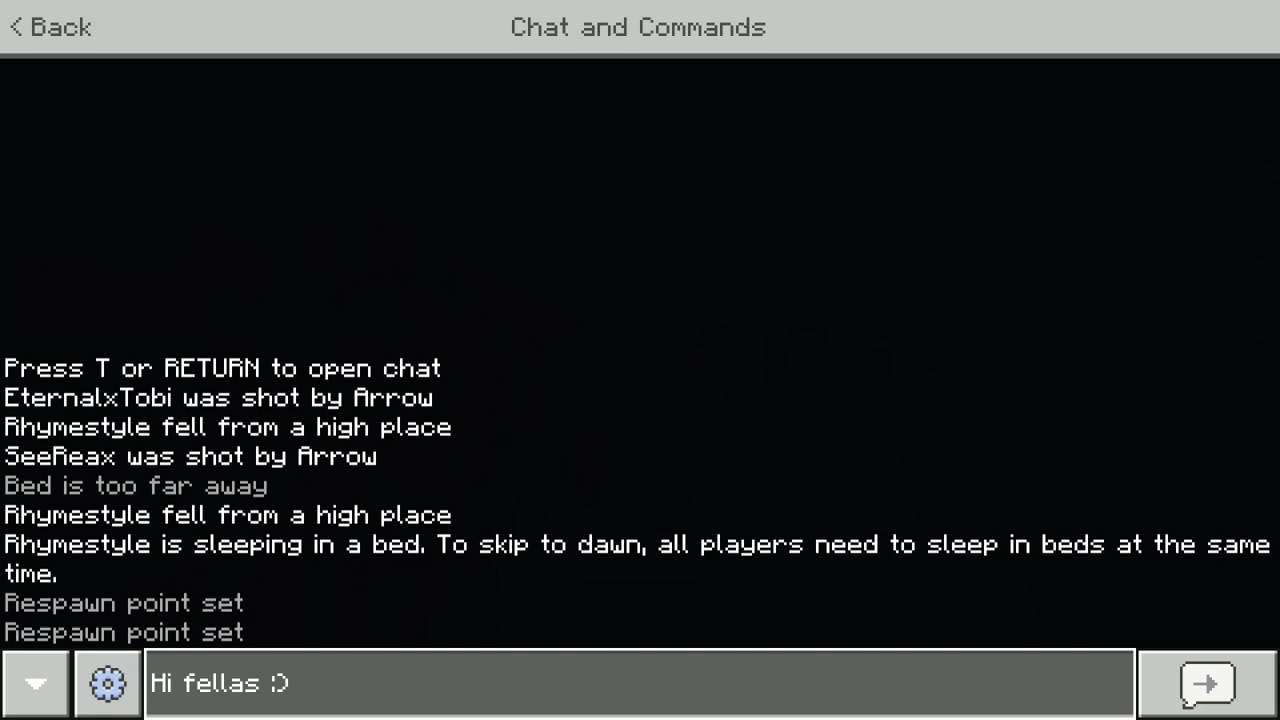 Back
Chat and Commands
Press T or RETURN to open chat
EternalxTobi was shot by Arrow
Rhymestyle fell from a high place
SeeReax was shot by Arrow
Bed is too far away
Rhymestyle fell from a high place
Rhymestyle is sleeping in a bed. To skip to dawn, all players need to sleep in beds at the same
time.
Respawn point set
Respawn point set
Hi fellas :D